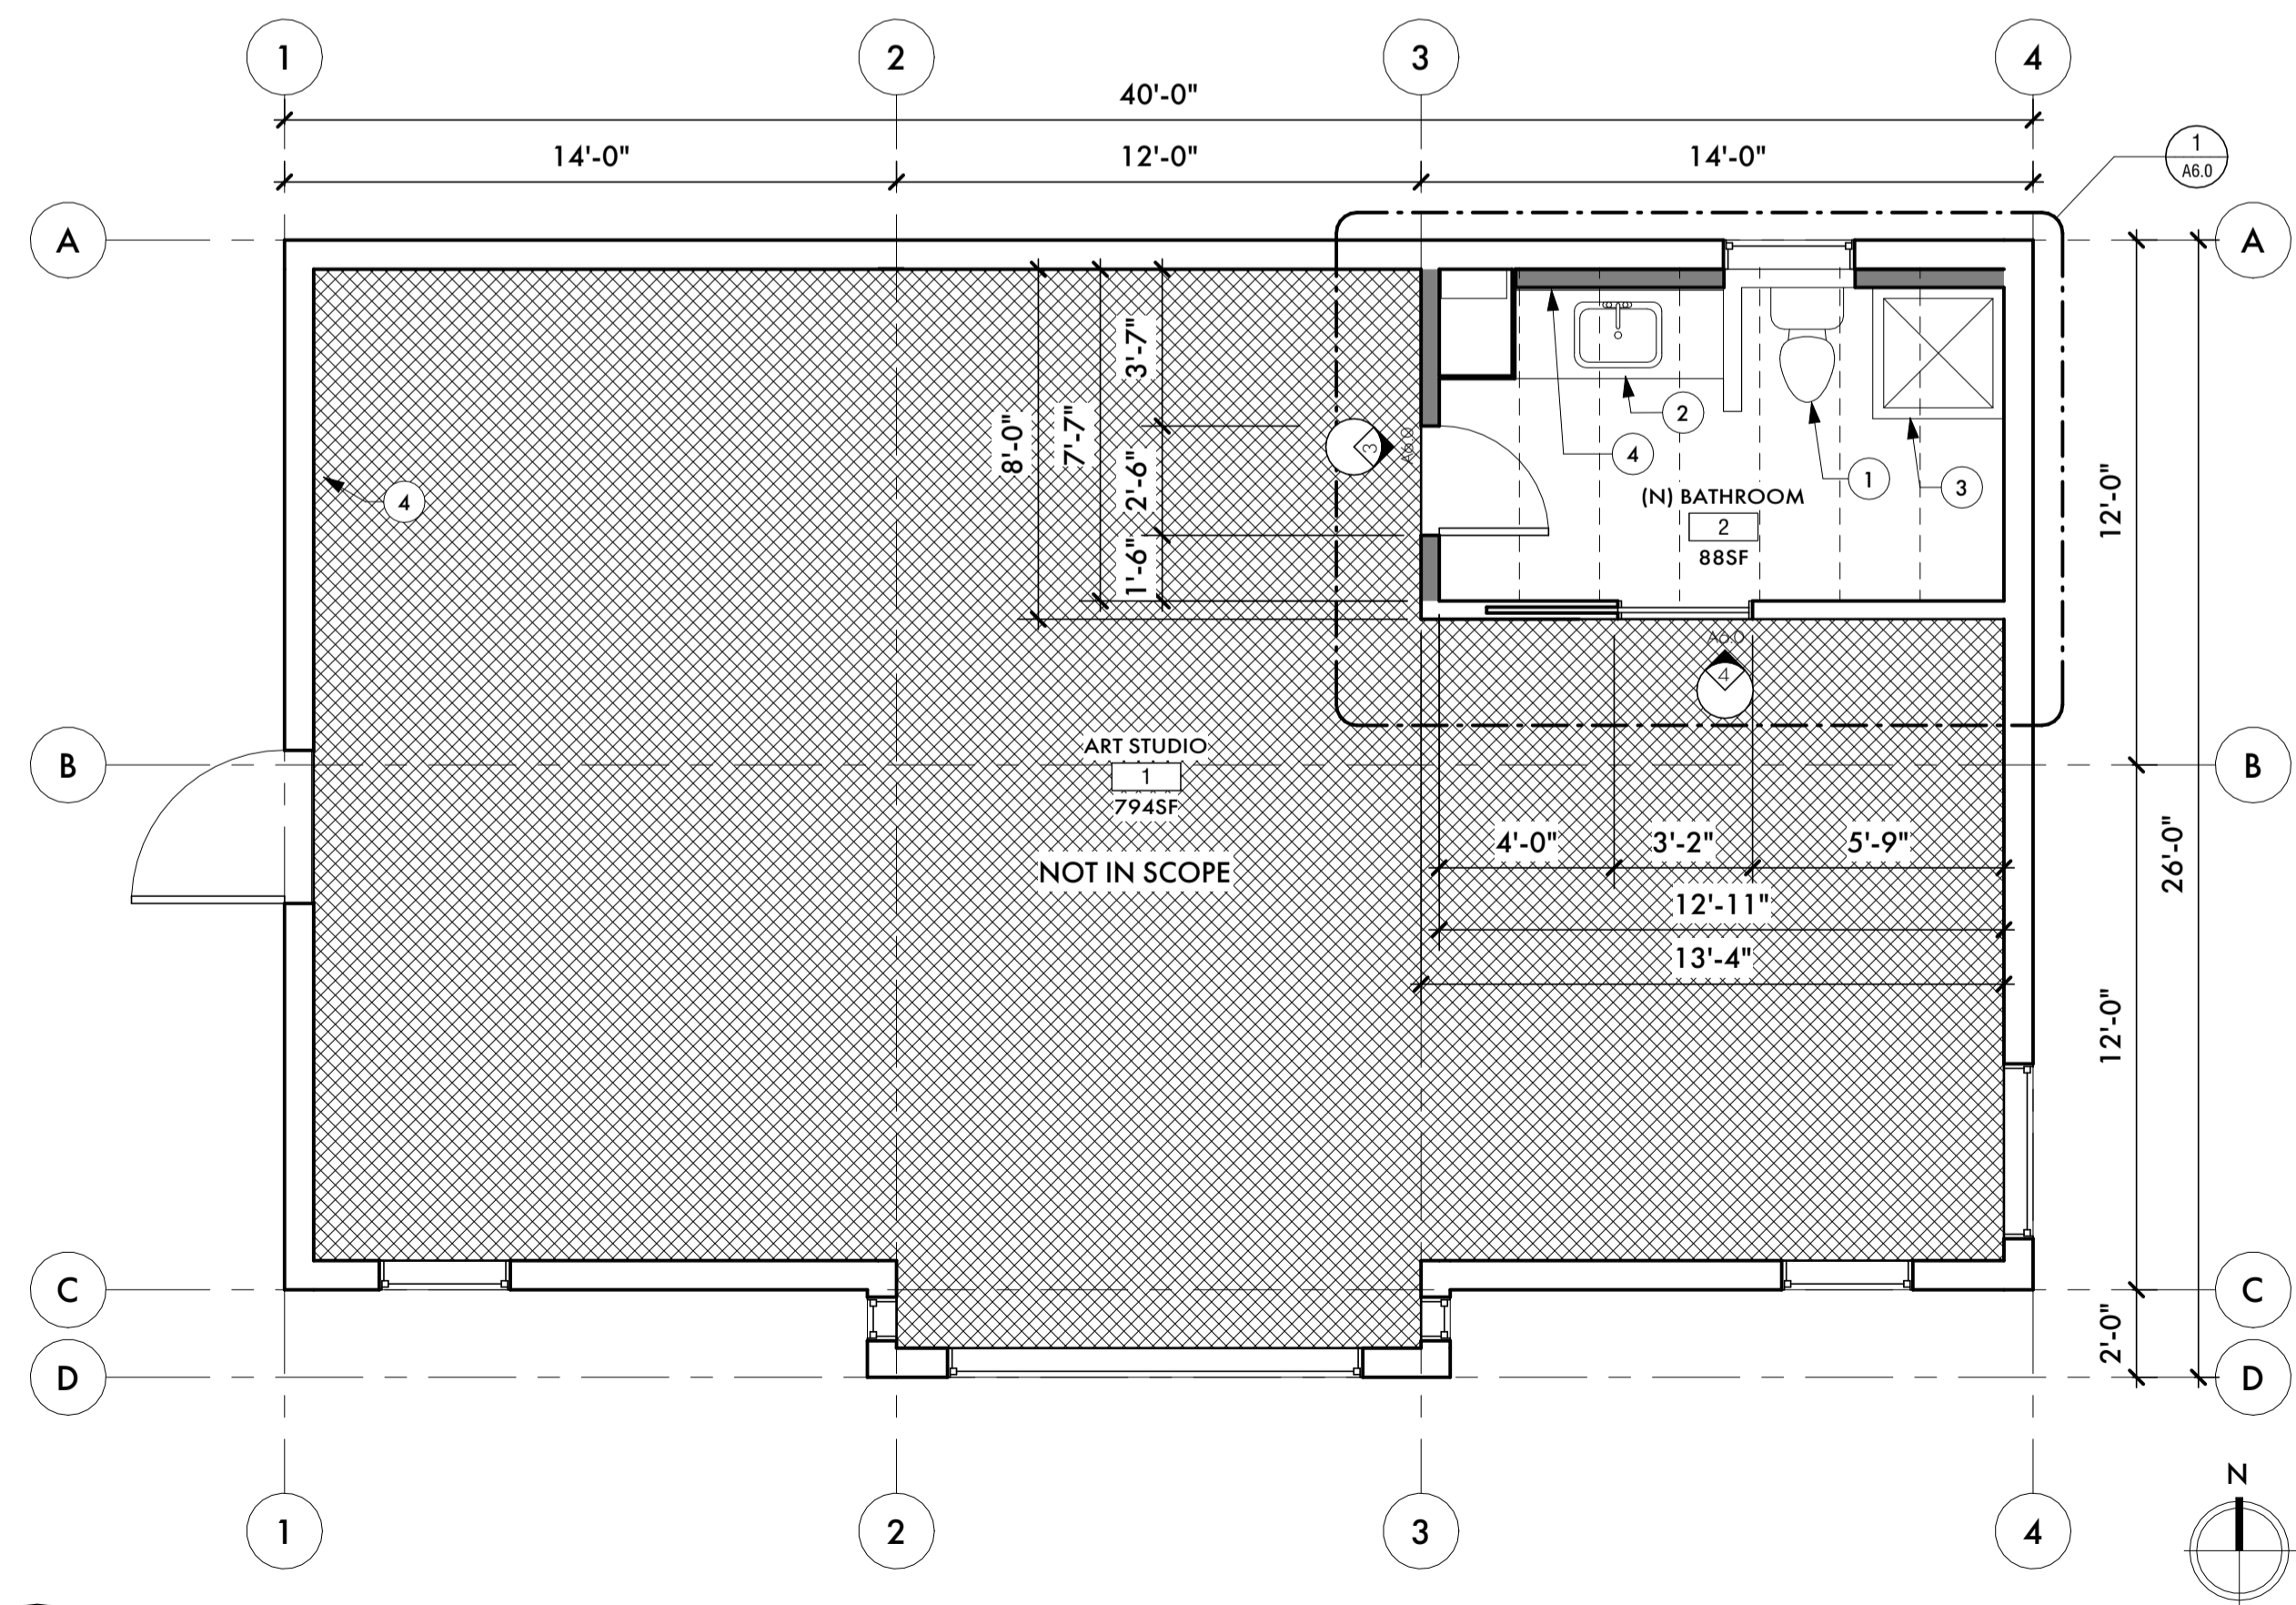 1
2
3
4
40'-0"
14'-0"
12'-0"
14'-0"
1
A6.0
A
A
3'-7"
8'-0"
7'-7"
2'-6"
1'-6"
3
A6.0
2
4
1
3
4
(N) BATHROOM
2
88SF
12'-0"
A6.0
4
B
B
ART STUDIO
1
794SF
NOT IN SCOPE
4'-0"
3'-2"
5'-9"
12'-11"
13'-4"
26'-0"
12'-0"
C
C
2'-0"
D
D
N
1
2
3
4